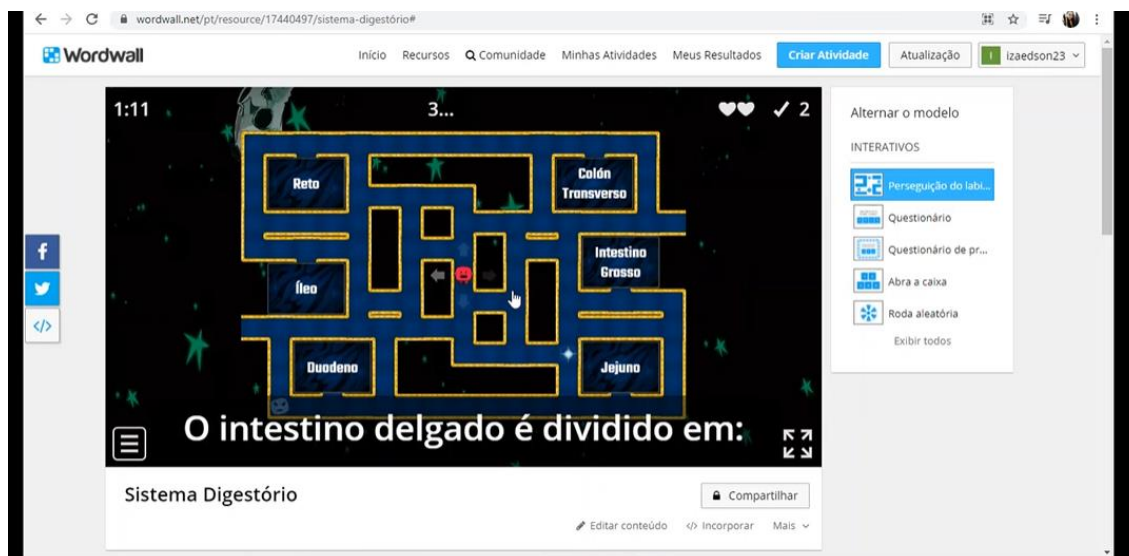 wordwall.net/pt/resource/17440497/sistema-digestório#
Wordwall
Início Recursos Comunidade Minhas Atividades Meus Resultados Criar Atividade Atualização I izaedson23
1:11 3... 2
Reto
Colón
Transverso
Íleo
Intestino
Grosso
Duodeno
Jejuno
O intestino delgado é dividido em:
Alternar o modelo
INTERATIVOS
Perseguição do labi...
Questionário
Questionário de pr...
Abra a caixa
Roda aleatória
Exibir todos
f
</>
Sistema Digestório
Compartilhar
Editar conteúdo </> Incorporar Mais